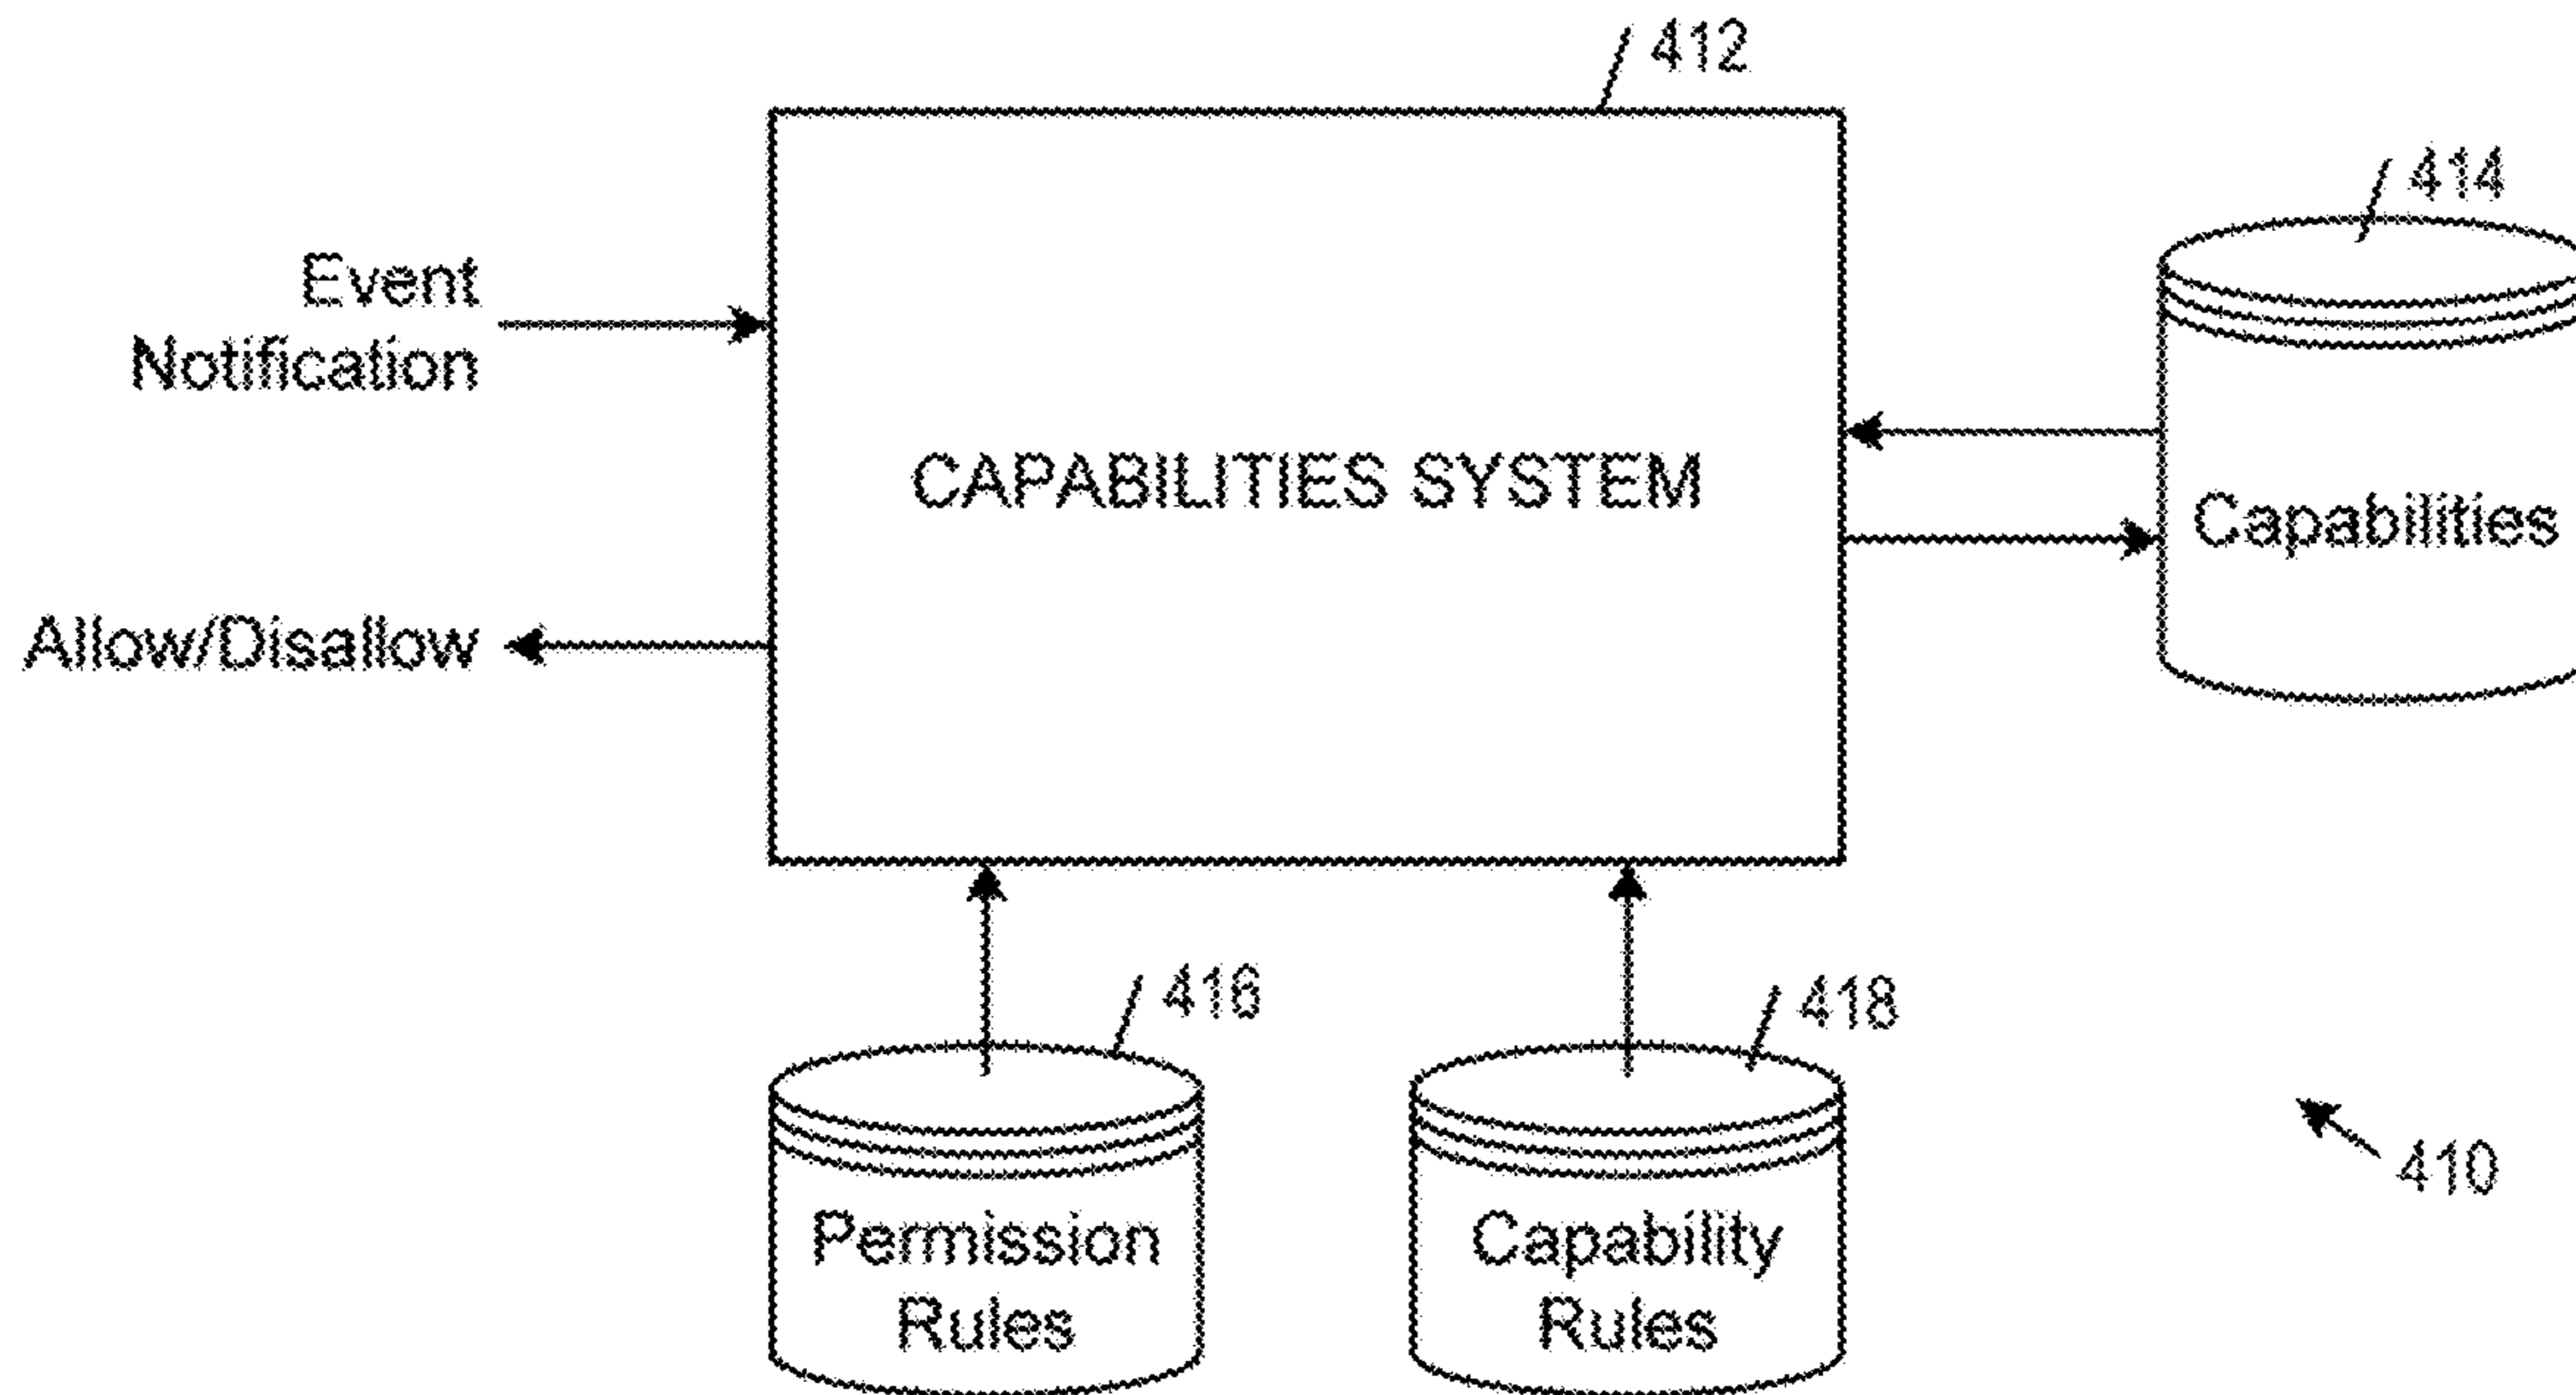 412
414
Event
Notification
CAPABILITIES SYSTEM
Capabilities
Allow/Disallow
416
418
410
Permission
Rules
Capability
Rules